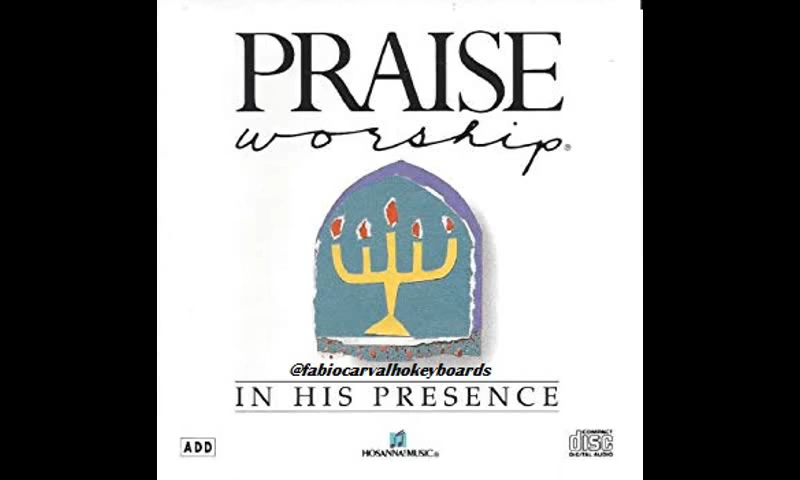 PRAISE
worship®
@fabiocarvalhokeyboards
IN HIS PRESENCE
ADD
HOSANNA! MUSIC®
COMPACT
disc
DIGITAL AUDIO